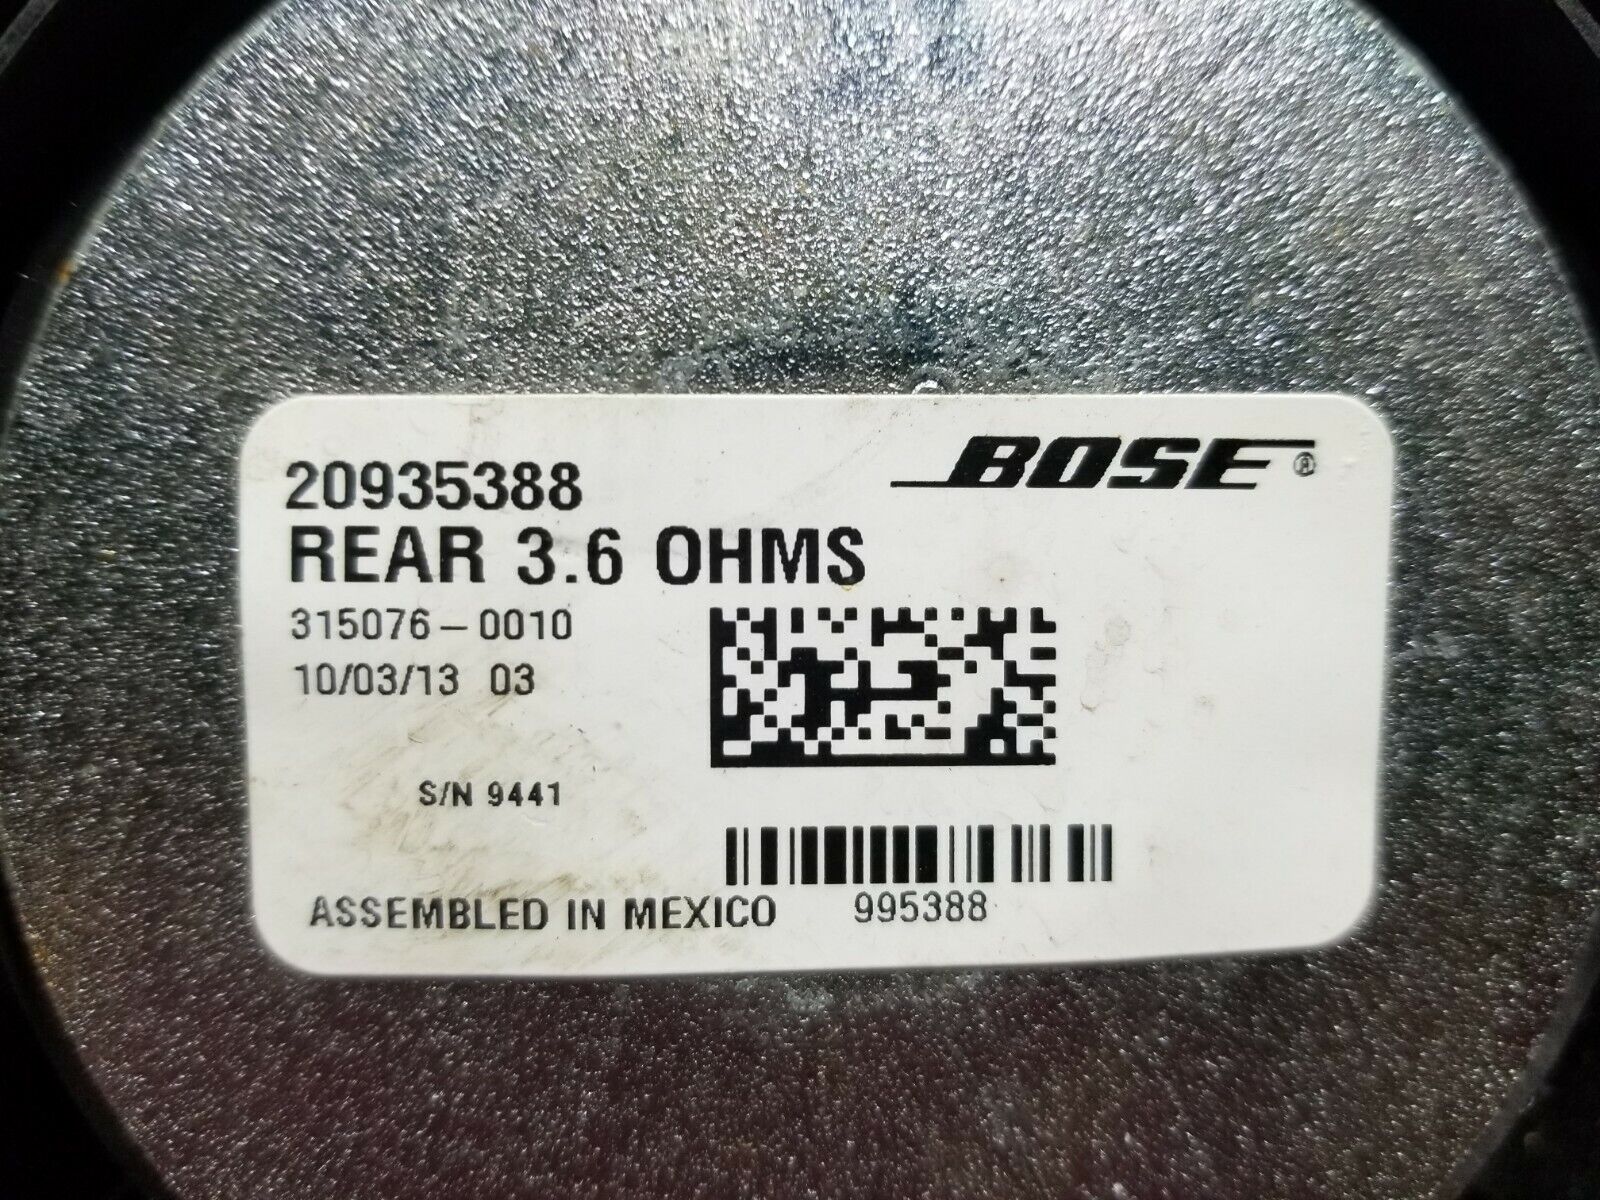 BOSE®
20935388
REAR 3.6 OHMS
315076-0010
10/03/13 03
S/N 9441
ASSEMBLED IN MEXICO 995388